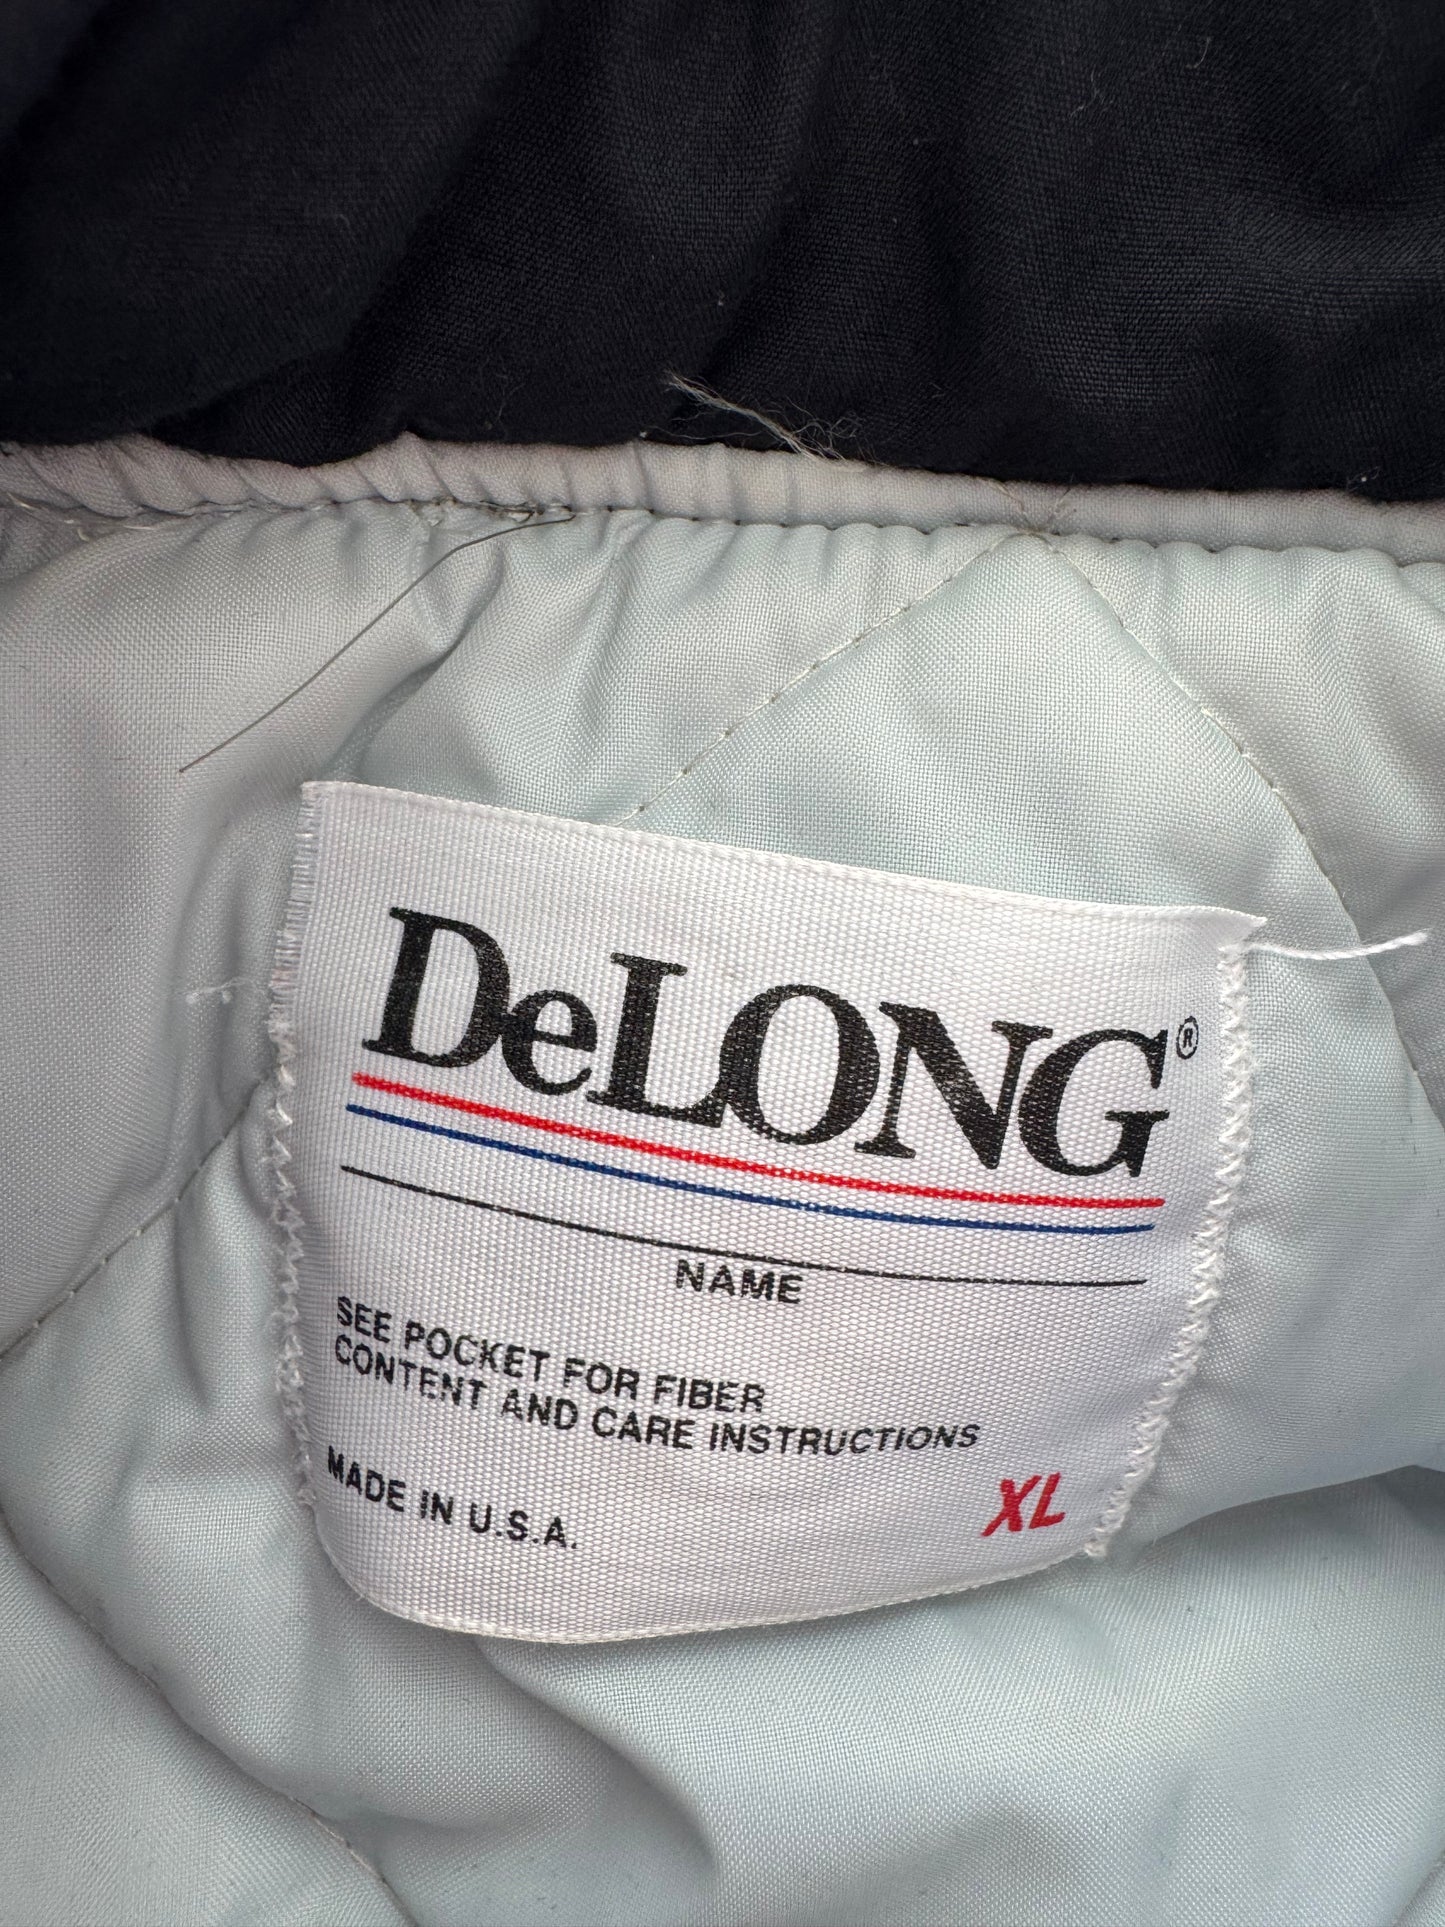 DeLONG®
NAME
SEE POCKET FOR FIBER
CONTENT AND CARE INSTRUCTIONS
MADE IN U.S.A.
XL